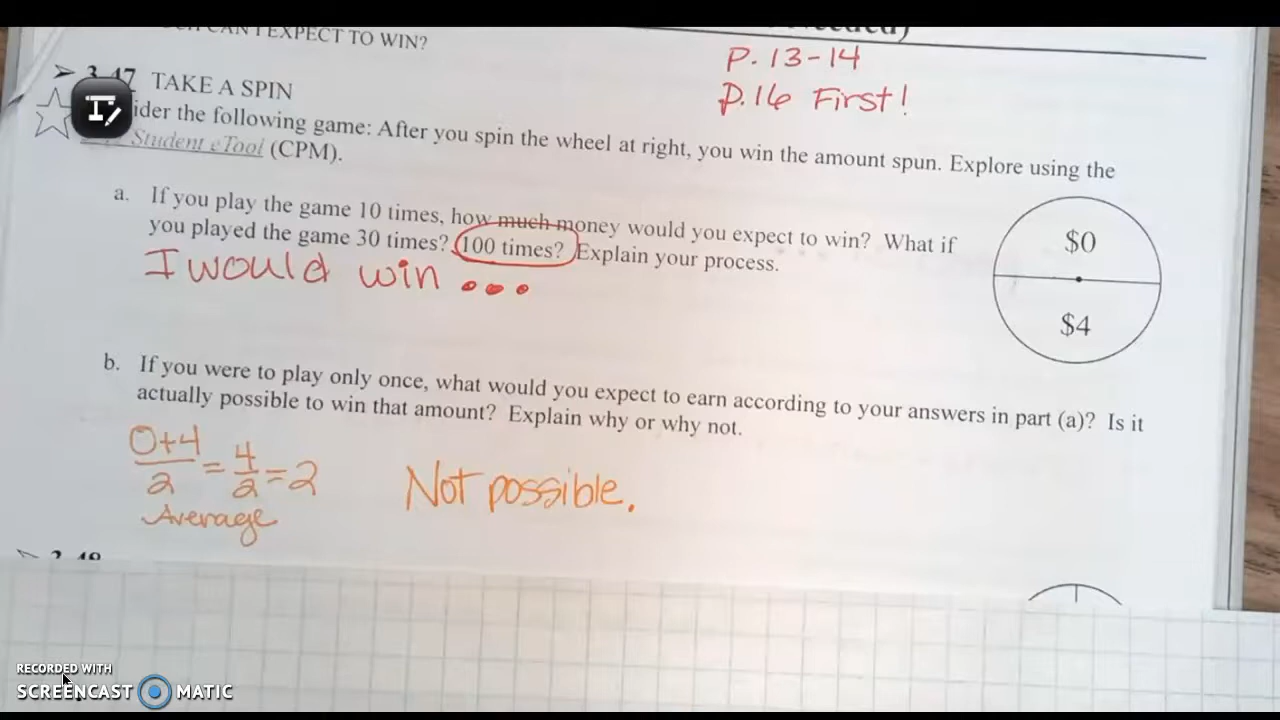 CAN I EXPECT TO WIN?
P. 13-14
P. 16 First!
3-47 TAKE A SPIN
ider the following game: After you spin the wheel at right, you win the amount spun. Explore using the
Student eTool (CPM).
a. If you play the game 10 times, how much money would you expect to win? What if
you played the game 30 times? 100 times? Explain your process.
I would win ...
$0
$4
b. If you were to play only once, what would you expect to earn according to your answers in part (a)? Is it
actually possible to win that amount? Explain why or why not.
0+4/2 = 4/2 = 2
Average
Not possible.
RECORDED WITH
SCREENCAST MATIC